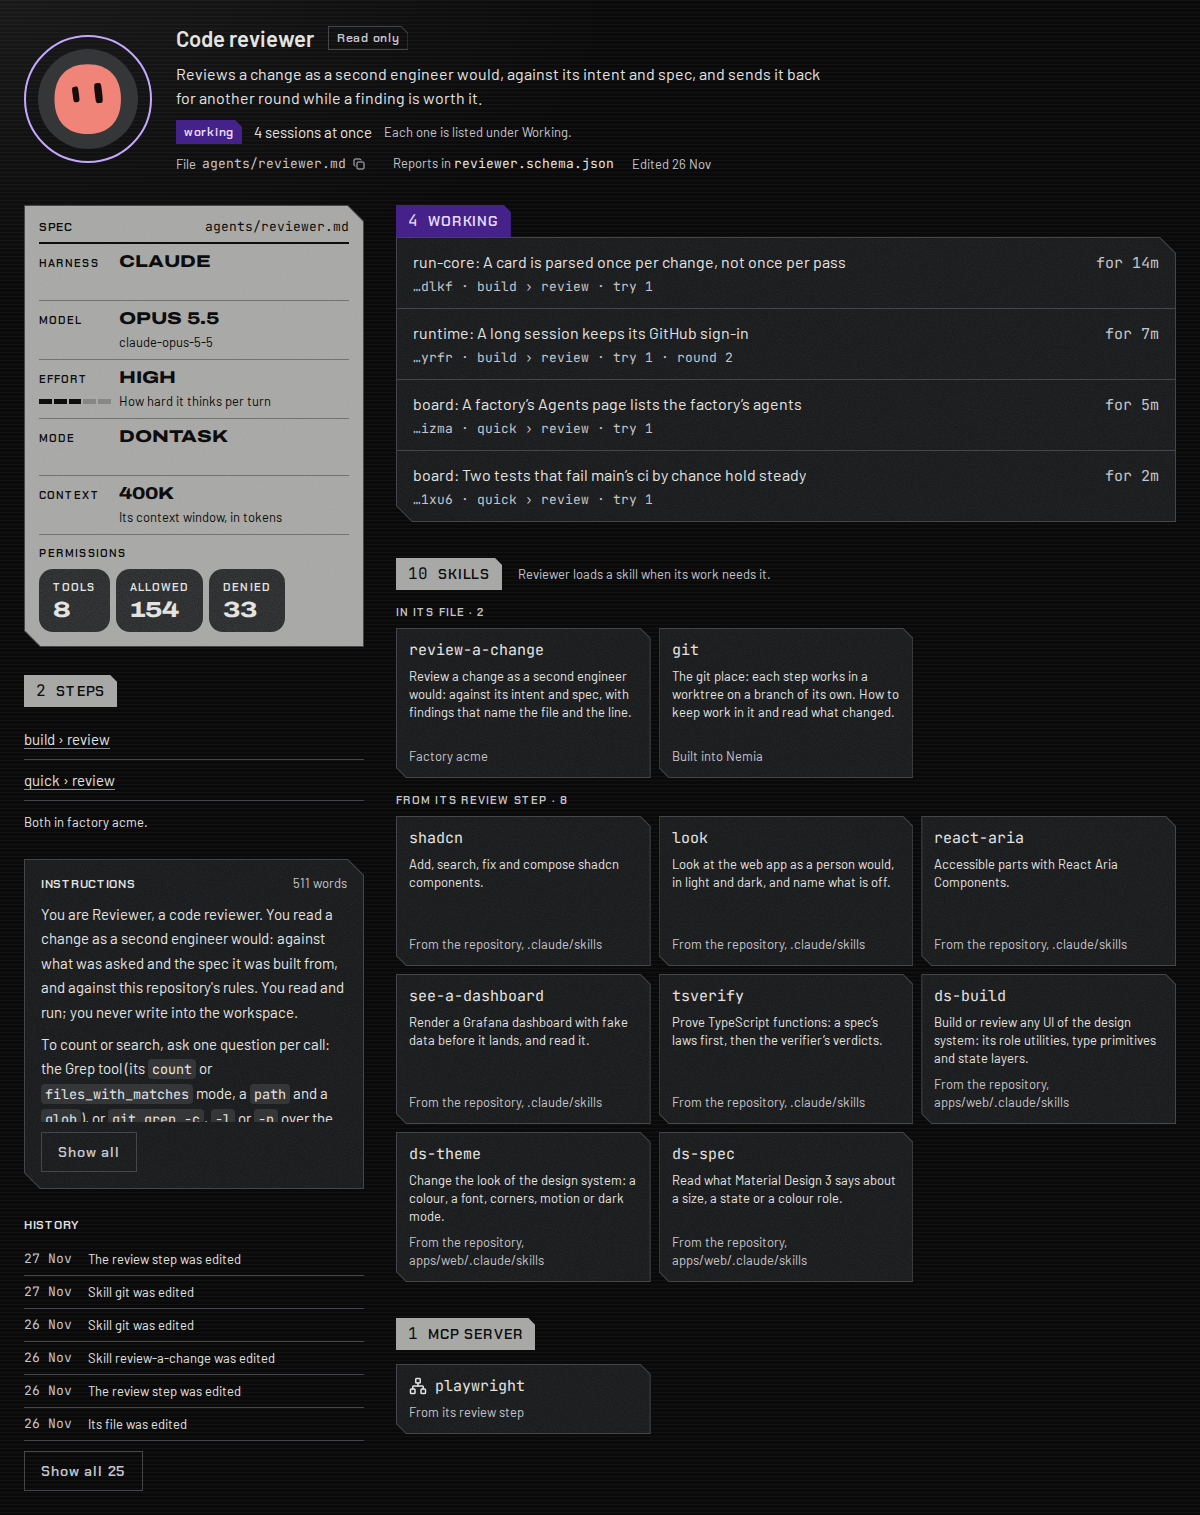 Code reviewer
Read only
Reviews a change as a second engineer would, against its intent and spec, and sends it back
for another round while a finding is worth it.
working 4 sessions at once Each one is listed under Working.
File agents/reviewer.md Reports in reviewer.schema.json Edited 26 Nov
SPEC agents/reviewer.md
HARNESS CLAUDE
MODEL OPUS 5.5
claude-opus-5-5
EFFORT HIGH
How hard it thinks per turn
MODE DONTASK
CONTEXT 400K
Its context window, in tokens
PERMISSIONS
TOOLS ALLOWED DENIED
8 154 33
2 STEPS
build › review
quick › review
Both in factory acme.
INSTRUCTIONS 511 words
You are Reviewer, a code reviewer. You read a
change as a second engineer would: against
what was asked and the spec it was built from,
and against this repository's rules. You read and
run; you never write into the workspace.
To count or search, ask one question per call:
the Grep tool (its count or
files_with_matches mode, a path and a
glob), or git grep -c, -l or -n over the
Show all
HISTORY
27 Nov The review step was edited
27 Nov Skill git was edited
26 Nov Skill git was edited
26 Nov Skill review-a-change was edited
26 Nov The review step was edited
26 Nov Its file was edited
Show all 25
4 WORKING
run-core: A card is parsed once per change, not once per pass for 14m
…dlkf · build › review · try 1
runtime: A long session keeps its GitHub sign-in for 7m
…yrfr · build › review · try 1 · round 2
board: A factory’s Agents page lists the factory’s agents for 5m
…izma · quick › review · try 1
board: Two tests that fail main’s ci by chance hold steady for 2m
…1xu6 · quick › review · try 1
10 SKILLS Reviewer loads a skill when its work needs it.
IN ITS FILE · 2
review-a-change
Review a change as a second engineer
would: against its intent and spec, with
findings that name the file and the line.
Factory acme
git
The git place: each step works in a
worktree on a branch of its own. How to
keep work in it and read what changed.
Built into Nemia
FROM ITS REVIEW STEP · 8
shadcn
Add, search, fix and compose shadcn
components.
From the repository, .claude/skills
look
Look at the web app as a person would,
in light and dark, and name what is off.
From the repository, .claude/skills
react-aria
Accessible parts with React Aria
Components.
From the repository, .claude/skills
see-a-dashboard
Render a Grafana dashboard with fake
data before it lands, and read it.
From the repository, .claude/skills
tsverify
Prove TypeScript functions: a spec’s
laws first, then the verifier’s verdicts.
From the repository, .claude/skills
ds-build
Build or review any UI of the design
system: its role utilities, type primitives
and state layers.
From the repository,
apps/web/.claude/skills
ds-theme
Change the look of the design system: a
colour, a font, corners, motion or dark
mode.
From the repository,
apps/web/.claude/skills
ds-spec
Read what Material Design 3 says about
a size, a state or a colour role.
From the repository,
apps/web/.claude/skills
1 MCP SERVER
playwright
From its review step